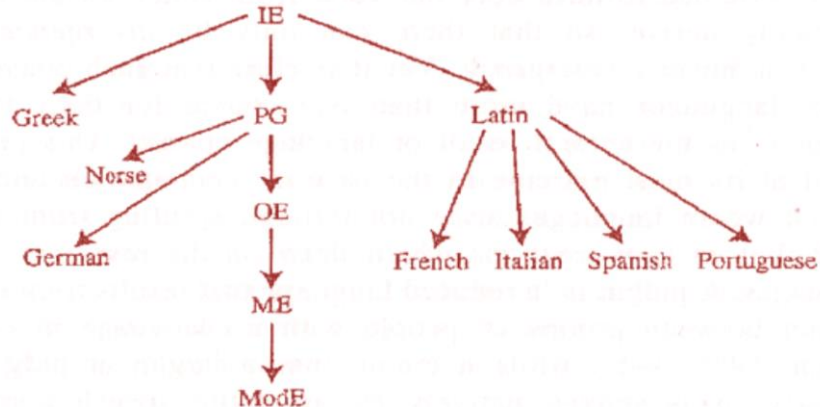 IE
Greek PG Latin
Norse
OE
German French Italian Spanish Portuguese
ME
ModE